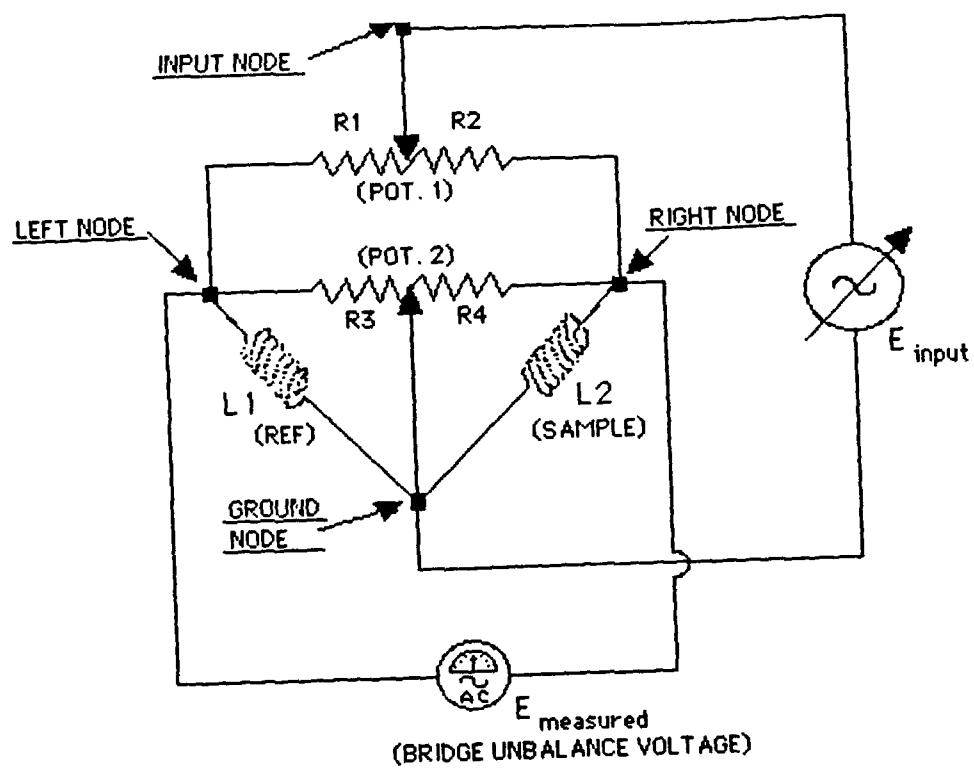 INPUT NODE
R1
R2
(POT. 1)
LEFT NODE
RIGHT NODE
(POT. 2)
R3
R4
E input
L1
(REF)
L2
(SAMPLE)
GROUND
NODE
AC
E measured
(BRIDGE UNBALANCE VOLTAGE)